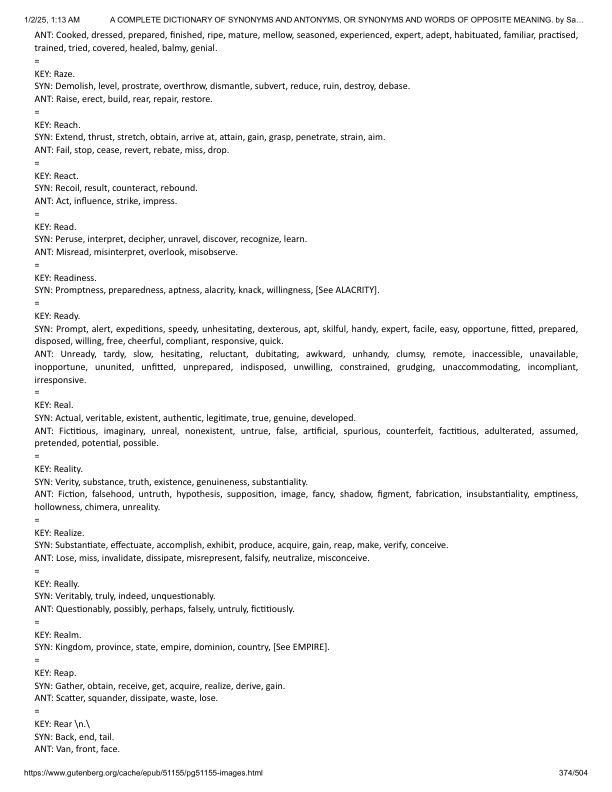 1/2/25, 1:13 AM A COMPLETE DICTIONARY OF SYNONYMS AND ANTONYMS, OR SYNONYMS AND WORDS OF OPPOSITE MEANING. by Sa…
ANT: Cooked, dressed, prepared, finished, ripe, mature, mellow, seasoned, experienced, expert, adept, habituated, familiar, practised,
trained, tried, covered, healed, balmy, genial.
=
KEY: Raze.
SYN: Demolish, level, prostrate, overthrow, dismantle, subvert, reduce, ruin, destroy, debase.
ANT: Raise, erect, build, rear, repair, restore.
=
KEY: Reach.
SYN: Extend, thrust, stretch, obtain, arrive at, attain, gain, grasp, penetrate, strain, aim.
ANT: Fail, stop, cease, revert, rebate, miss, drop.
=
KEY: React.
SYN: Recoil, result, counteract, rebound.
ANT: Act, influence, strike, impress.
=
KEY: Read.
SYN: Peruse, interpret, decipher, unravel, discover, recognize, learn.
ANT: Misread, misinterpret, overlook, misobserve.
=
KEY: Readiness.
SYN: Promptness, preparedness, aptness, alacrity, knack, willingness, [See ALACRITY].
=
KEY: Ready.
SYN: Prompt, alert, expeditions, speedy, unhesitating, dexterous, apt, skilful, handy, expert, facile, easy, opportune, fitted, prepared,
disposed, willing, free, cheerful, compliant, responsive, quick.
ANT: Unready, tardy, slow, hesitating, reluctant, dubitating, awkward, unhandy, clumsy, remote, inaccessible, unavailable,
inopportune, ununited, unfitted, unprepared, indisposed, unwilling, constrained, grudging, unaccommodating, incompliant,
irresponsive.
=
KEY: Real.
SYN: Actual, veritable, existent, authentic, legitimate, true, genuine, developed.
ANT: Fictitious, imaginary, unreal, nonexistent, untrue, false, artificial, spurious, counterfeit, factitious, adulterated, assumed,
pretended, potential, possible.
=
KEY: Reality.
SYN: Verity, substance, truth, existence, genuineness, substantiality.
ANT: Fiction, falsehood, untruth, hypothesis, supposition, image, fancy, shadow, figment, fabrication, insubstantiality, emptiness,
hollowness, chimera, unreality.
=
KEY: Realize.
SYN: Substantiate, effectuate, accomplish, exhibit, produce, acquire, gain, reap, make, verify, conceive.
ANT: Lose, miss, invalidate, dissipate, misrepresent, falsify, neutralize, misconceive.
=
KEY: Really.
SYN: Veritably, truly, indeed, unquestionably.
ANT: Questionably, possibly, perhaps, falsely, untruly, fictitiously.
=
KEY: Realm.
SYN: Kingdom, province, state, empire, dominion, country, [See EMPIRE].
=
KEY: Reap.
SYN: Gather, obtain, receive, get, acquire, realize, derive, gain.
ANT: Scatter, squander, dissipate, waste, lose.
=
KEY: Rear \n.\
SYN: Back, end, tail.
ANT: Van, front, face.
https://www.gutenberg.org/cache/epub/51155/pg51155-images.html 374/504